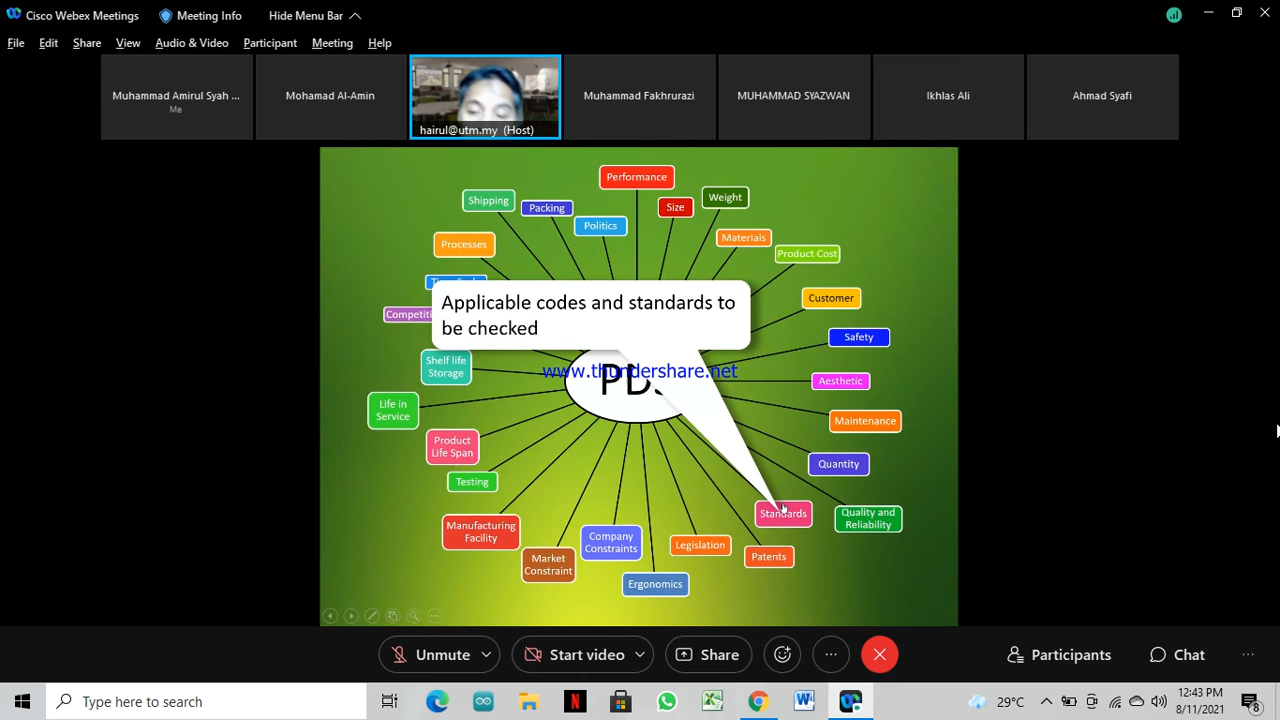 Cisco Webex Meetings
Meeting Info
Hide Menu Bar
File Edit Share View Audio & Video Participant Meeting Help
Muhammad Amirul Syah ...
Me
Mohamad Al-Amin
hairul@utm.my (Host)
Muhammad Fakhrurazi
MUHAMMAD SYAZWAN
Ikhlas Ali
Ahmad Syafi
Performance
Shipping
Packing
Politics
Size
Weight
Processes
Materials
Product Cost
Customer
Applicable codes and standards to
be checked
Safety
Shelf life
Storage
www.thundershare.net
PDS
Aesthetic
Life in
Service
Maintenance
Product
Life Span
Quantity
Testing
Standards
Quality and
Reliability
Manufacturing
Facility
Company
Constraints
Legislation
Patents
Market
Constraint
Ergonomics
Unmute
Start video
Share
Participants
Chat
Type here to search
29°C
12:43 PM
8/11/2021
8